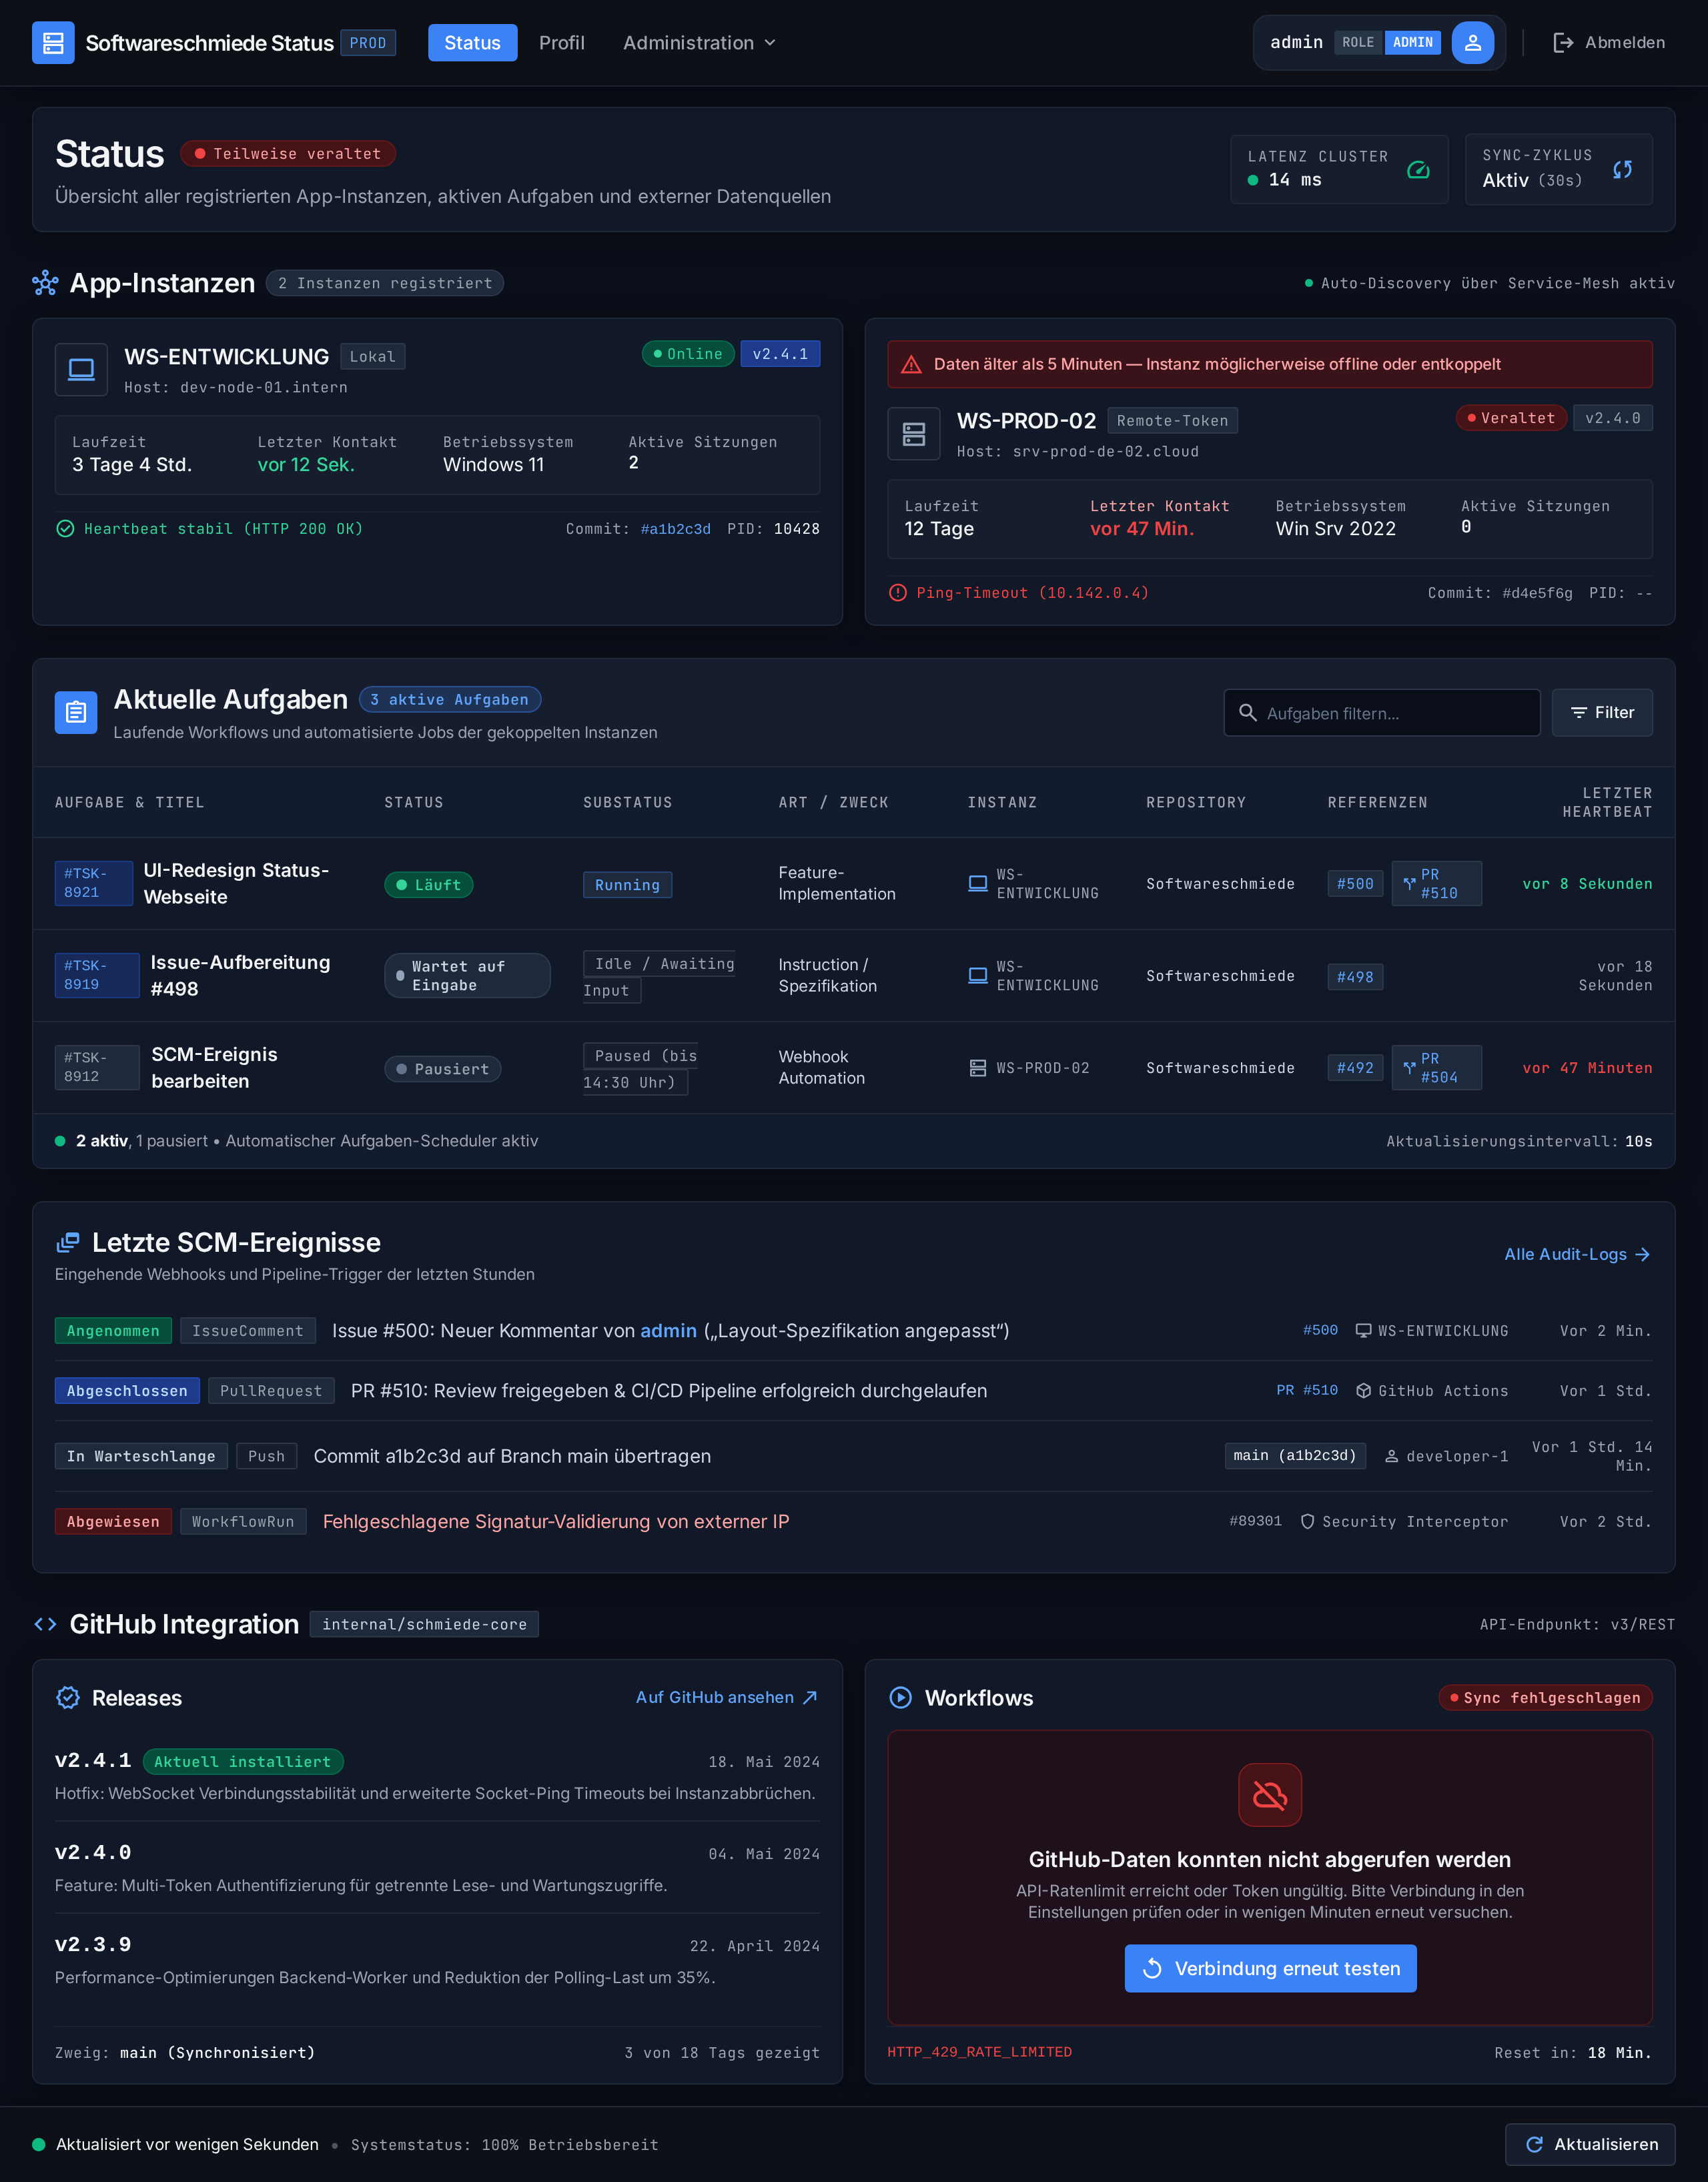 Softwareschmiede Status PROD Status Profil Administration admin ROLE ADMIN Abmelden
Status Teilweise veraltet
Übersicht aller registrierten App-Instanzen, aktiven Aufgaben und externer Datenquellen
LATENZ CLUSTER
14 ms
SYNC-ZYKLUS
Aktiv (30s)
App-Instanzen 2 Instanzen registriert
Auto-Discovery über Service-Mesh aktiv
WS-ENTWICKLUNG Lokal Online v2.4.1
Host: dev-node-01.intern
Laufzeit Letzter Kontakt Betriebssystem Aktive Sitzungen
3 Tage 4 Std. vor 12 Sek. Windows 11 2
Heartbeat stabil (HTTP 200 OK) Commit: #a1b2c3d PID: 10428
Daten älter als 5 Minuten — Instanz möglicherweise offline oder entkoppelt
WS-PROD-02 Remote-Token Veraltet v2.4.0
Host: srv-prod-de-02.cloud
Laufzeit Letzter Kontakt Betriebssystem Aktive Sitzungen
12 Tage vor 47 Min. Win Srv 2022 0
Ping-Timeout (10.142.0.4) Commit: #d4e5f6g PID: --
Aktuelle Aufgaben 3 aktive Aufgaben
Laufende Workflows und automatisierte Jobs der gekoppelten Instanzen
Aufgaben filtern... Filter
AUFGABE & TITEL STATUS SUBSTATUS ART / ZWECK INSTANZ REPOSITORY REFERENZEN LETZTER
HEARTBEAT
#TSK-
8921
UI-Redesign Status-
Webseite
Läuft
Running
Feature-
Implementation
WS-
ENTWICKLUNG
Softwareschmiede
#500
PR
#510
vor 8 Sekunden
#TSK-
8919
Issue-Aufbereitung
#498
Wartet auf
Eingabe
Idle / Awaiting
Input
Instruction /
Spezifikation
WS-
ENTWICKLUNG
Softwareschmiede
#498
vor 18
Sekunden
#TSK-
8912
SCM-Ereignis
bearbeiten
Pausiert
Paused (bis
14:30 Uhr)
Webhook
Automation
WS-PROD-02
Softwareschmiede
#492
PR
#504
vor 47 Minuten
2 aktiv, 1 pausiert • Automatischer Aufgaben-Scheduler aktiv
Aktualisierungsintervall: 10s
Letzte SCM-Ereignisse
Eingehende Webhooks und Pipeline-Trigger der letzten Stunden
Alle Audit-Logs
Angenommen IssueComment Issue #500: Neuer Kommentar von admin („Layout-Spezifikation angepasst“) #500 WS-ENTWICKLUNG Vor 2 Min.
Abgeschlossen PullRequest PR #510: Review freigegeben & CI/CD Pipeline erfolgreich durchgelaufen PR #510 GitHub Actions Vor 1 Std.
In Warteschlange Push Commit a1b2c3d auf Branch main übertragen main (a1b2c3d) developer-1 Vor 1 Std. 14
Min.
Abgewiesen WorkflowRun Fehlgeschlagene Signatur-Validierung von externer IP #89301 Security Interceptor Vor 2 Std.
GitHub Integration internal/schmiede-core
API-Endpunkt: v3/REST
Releases Auf GitHub ansehen
v2.4.1 Aktuell installiert 18. Mai 2024
Hotfix: WebSocket Verbindungsstabilität und erweiterte Socket-Ping Timeouts bei Instanzabbrüchen.
v2.4.0 04. Mai 2024
Feature: Multi-Token Authentifizierung für getrennte Lese- und Wartungszugriffe.
v2.3.9 22. April 2024
Performance-Optimierungen Backend-Worker und Reduktion der Polling-Last um 35%.
Zweig: main (Synchronisiert) 3 von 18 Tags gezeigt
Workflows Sync fehlgeschlagen
GitHub-Daten konnten nicht abgerufen werden
API-Ratenlimit erreicht oder Token ungültig. Bitte Verbindung in den
Einstellungen prüfen oder in wenigen Minuten erneut versuchen.
Verbindung erneut testen
HTTP_429_RATE_LIMITED Reset in: 18 Min.
Aktualisiert vor wenigen Sekunden • Systemstatus: 100% Betriebsbereit Aktualisieren